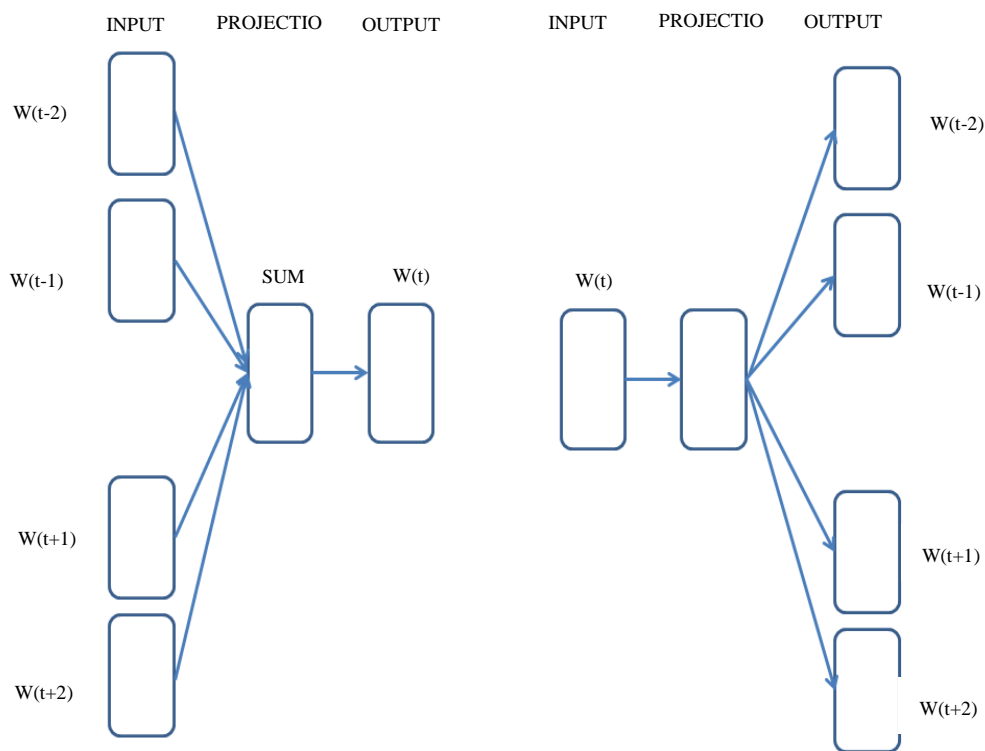 INPUT PROJECTIO OUTPUT
W(t-2)
W(t-1)
SUM W(t)
W(t+1)
W(t+2)
INPUT PROJECTIO OUTPUT
W(t-2)
W(t-1)
W(t)
W(t+1)
W(t+2)